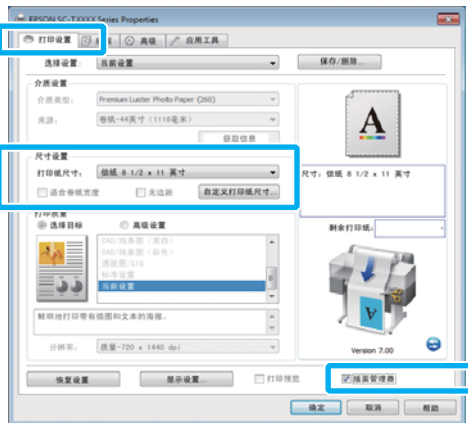 EPSON SC-TXXXX Series Properties
打印设置 高级 应用工具
选择设置: 当前设置 保存/删除...
介质设置
介质类型: Premium Luster Photo Paper (260)
来源: 卷纸-44英寸 (1118毫米)
获取信息
尺寸设置
打印纸尺寸: 信纸 8 1/2 x 11 英寸
适合卷纸宽度 无边距 自定义打印纸尺寸...
A
尺寸: 信纸 8 1/2 x 11 英寸
打印质量
选择目标 高级设置
CAD/线条图 (黑白)
CAD/线条图 (彩色)
透视图/GIS
标准设置
当前设置
鲜明地打印带有绘图和文本的海报。
分辨率: 质量-720 x 1440 dpi
剩余打印纸:
Version 7.00
恢复设置 显示设置... 打印预览 版面管理器
确定 取消 帮助